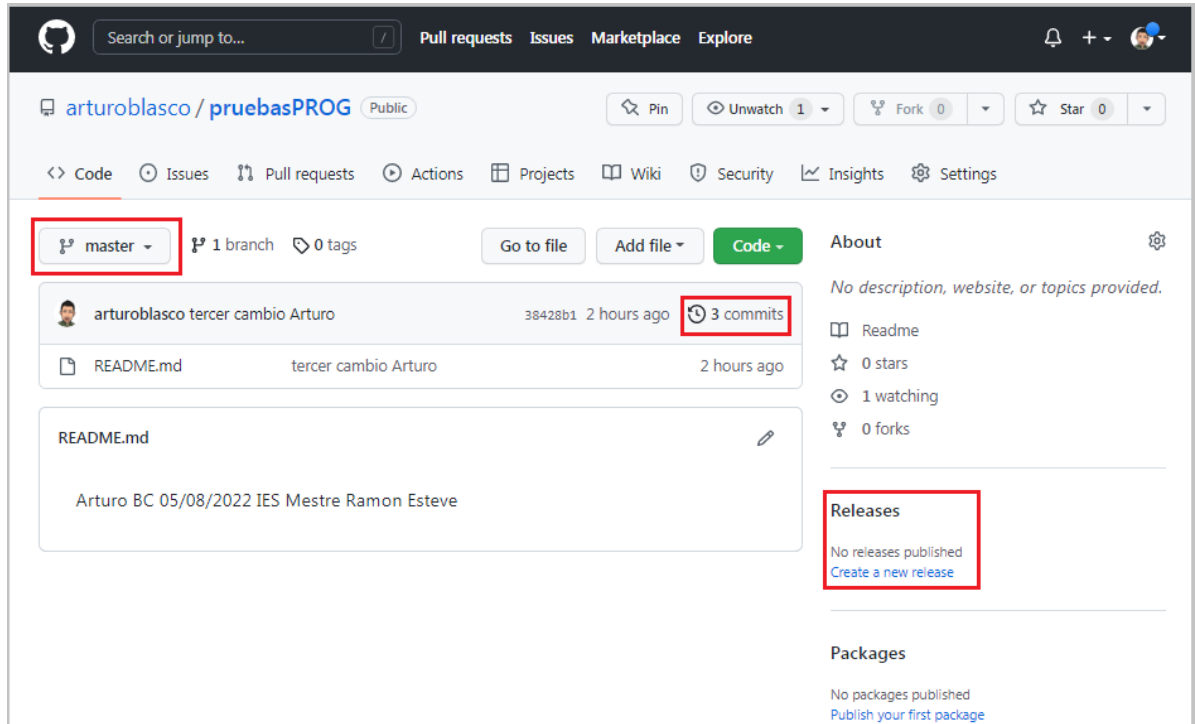 Search or jump to... / Pull requests Issues Marketplace Explore
arturoblasco / pruebasPROG Public Pin Unwatch 1 Fork 0 Star 0
Code Issues Pull requests Actions Projects Wiki Security Insights Settings
master 1 branch 0 tags Go to file Add file Code
arturoblasco tercer cambio Arturo 38428b1 2 hours ago 3 commits
README.md tercer cambio Arturo 2 hours ago
README.md
Arturo BC 05/08/2022 IES Mestre Ramon Esteve
About
No description, website, or topics provided.
Readme
0 stars
1 watching
0 forks
Releases
No releases published
Create a new release
Packages
No packages published
Publish your first package